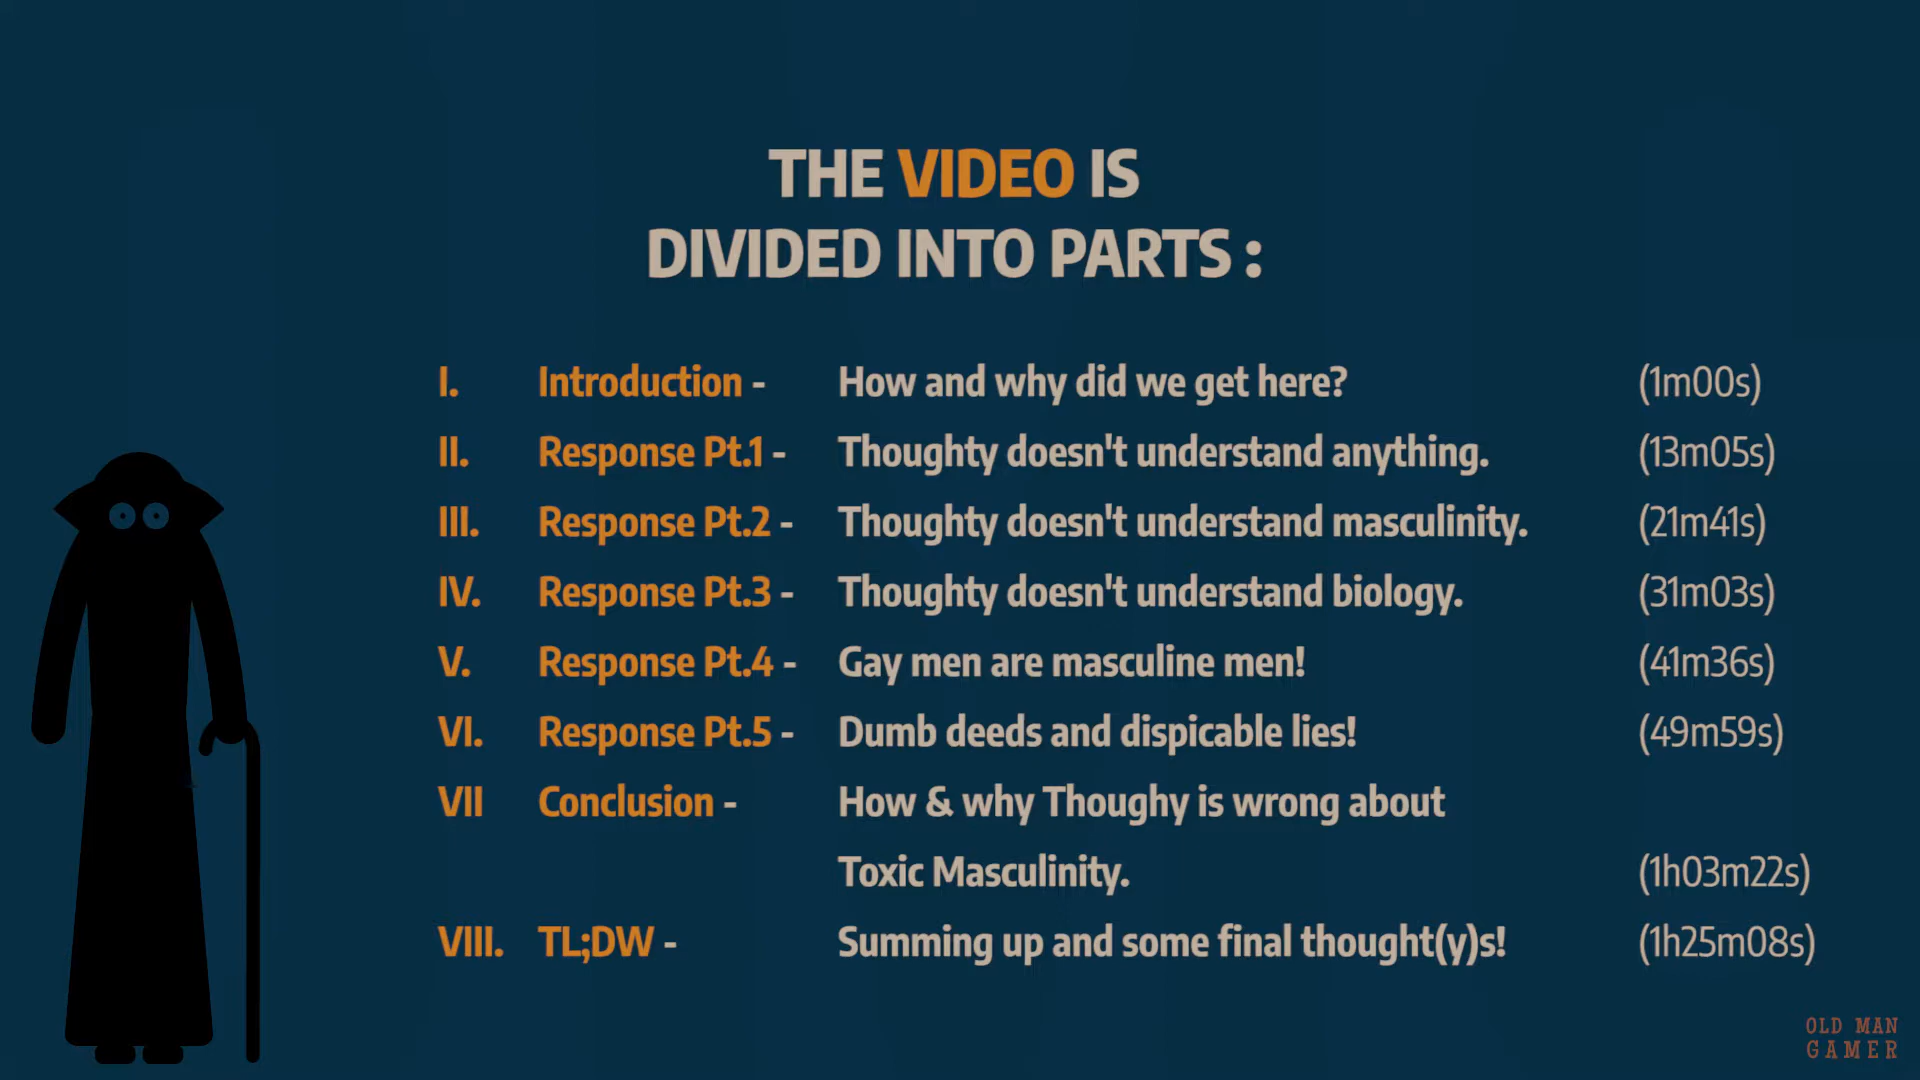 THE VIDEO IS
DIVIDED INTO PARTS :
I. Introduction - How and why did we get here? (1m00s)
II. Response Pt.1 - Thoughty doesn't understand anything. (13m05s)
III. Response Pt.2 - Thoughty doesn't understand masculinity. (21m41s)
IV. Response Pt.3 - Thoughty doesn't understand biology. (31m03s)
V. Response Pt.4 - Gay men are masculine men! (41m36s)
VI. Response Pt.5 - Dumb deeds and dispicable lies! (49m59s)
VII Conclusion - How & why Thoughy is wrong about
Toxic Masculinity. (1h03m22s)
VIII. TL;DW - Summing up and some final thought(y)s! (1h25m08s)
OLD MAN
GAMER